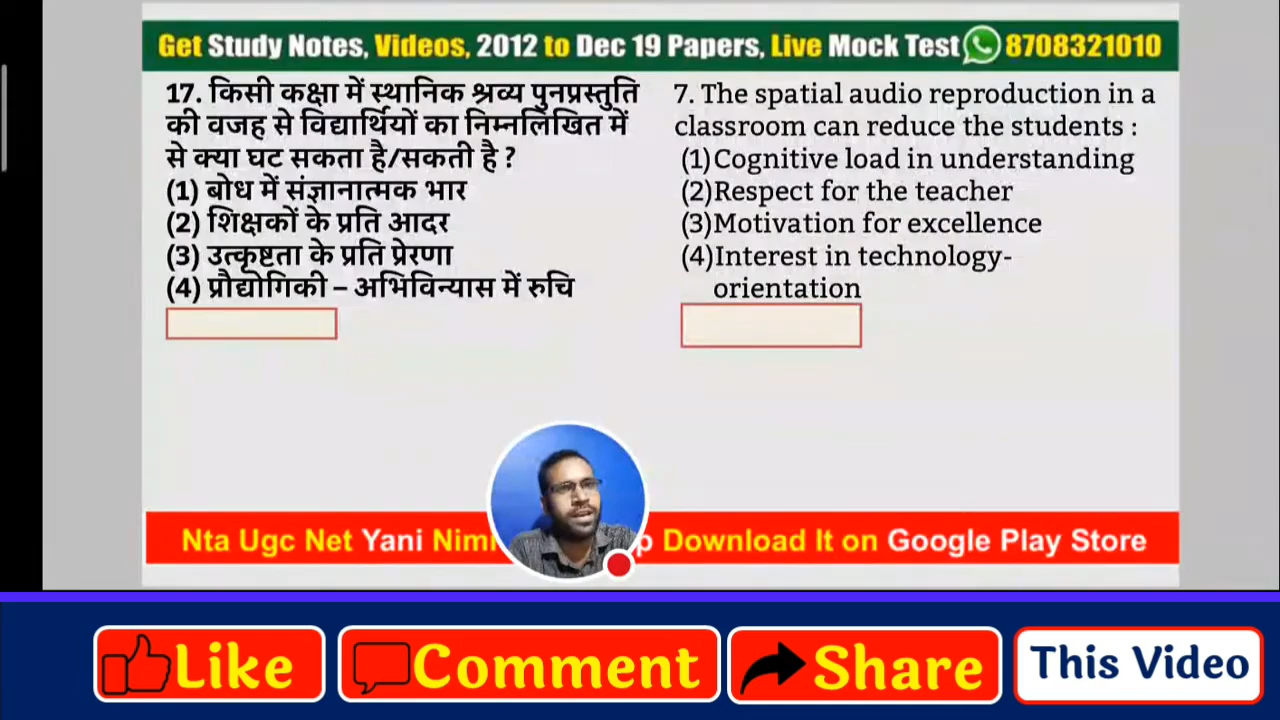 Get Study Notes, Videos, 2012 to Dec 19 Papers, Live Mock Test 8708321010
17. किसी कक्षा में स्थानिक श्रव्य पुनप्रस्तुति
की वजह से विद्यार्थियों का निम्नलिखित में
से क्या घट सकता है/सकती है ?
(1) बोध में संज्ञानात्मक भार
(2) शिक्षकों के प्रति आदर
(3) उत्कृष्टता के प्रति प्रेरणा
(4) प्रौद्योगिकी – अभिविन्यास में रुचि
7. The spatial audio reproduction in a
classroom can reduce the students :
(1)Cognitive load in understanding
(2)Respect for the teacher
(3)Motivation for excellence
(4)Interest in technology-
orientation
Nta Ugc Net Yani Download It on Google Play Store
Like Comment Share This Video